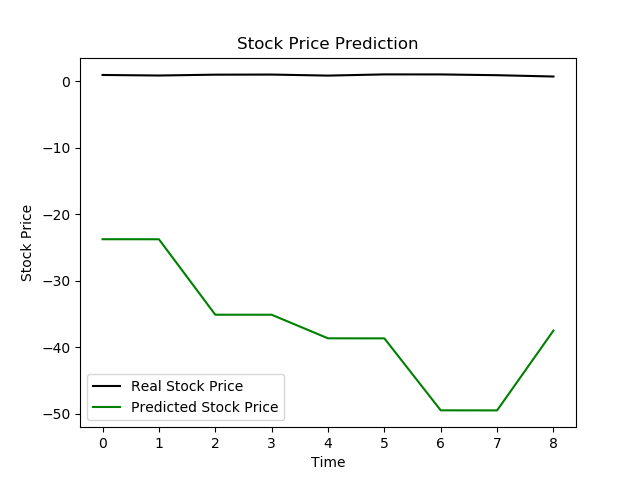 Stock Price Prediction
Stock Price
0
−10
−20
−30
−40
−50
Real Stock Price
Predicted Stock Price
0 1 2 3 4 5 6 7 8
Time